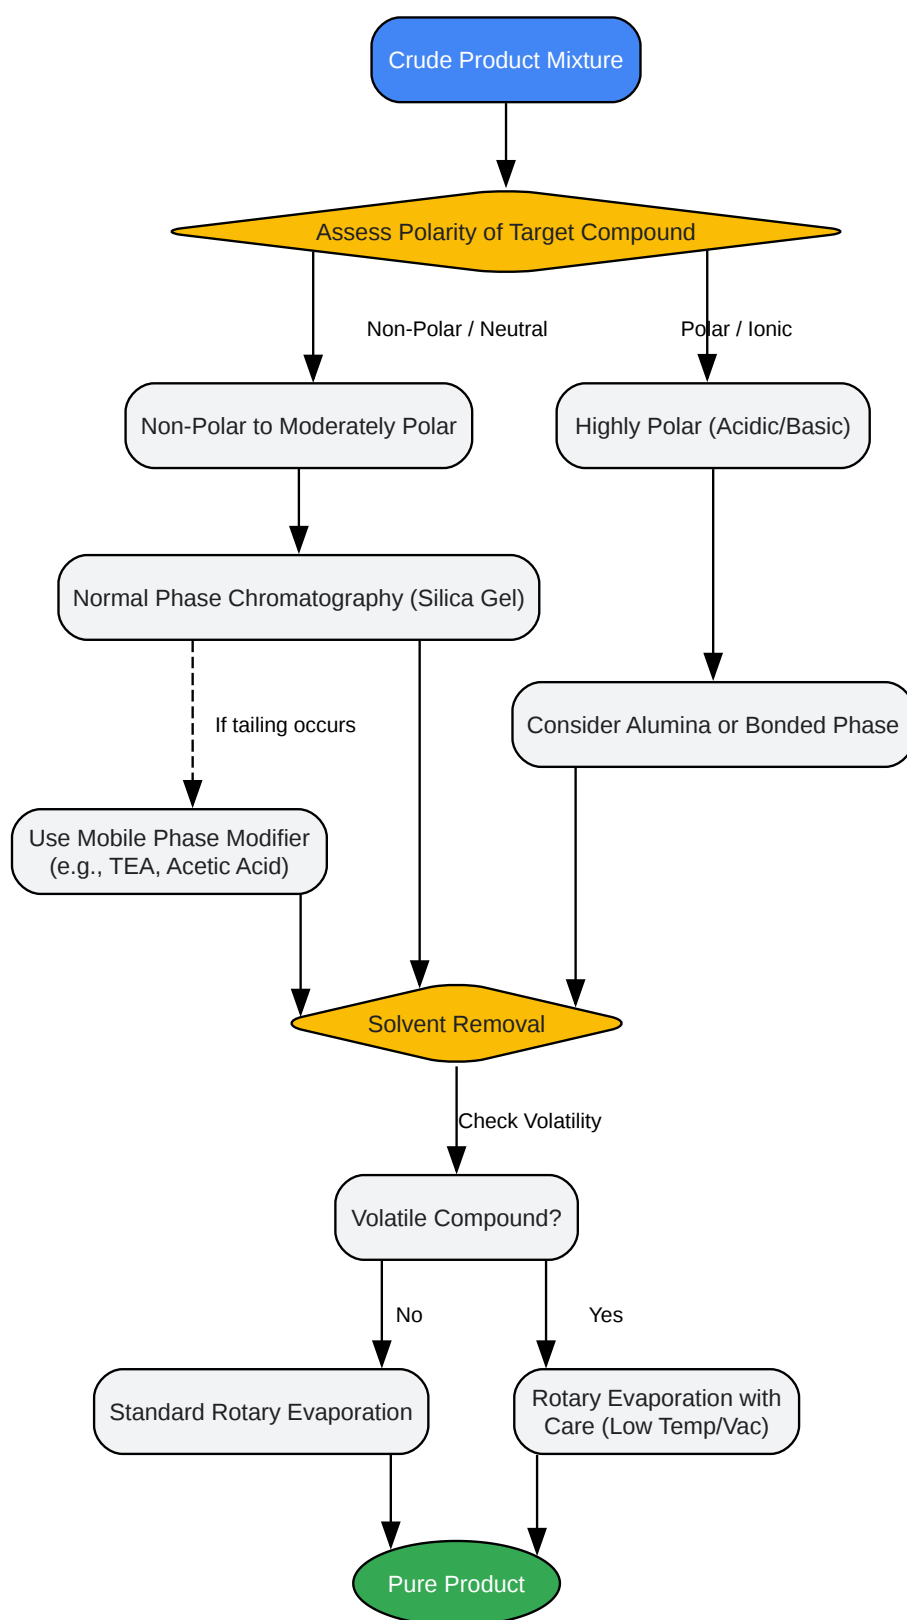 Crude Product Mixture
Assess Polarity of Target Compound
Non-Polar / Neutral
Polar / Ionic
Non-Polar to Moderately Polar
Highly Polar (Acidic/Basic)
Normal Phase Chromatography (Silica Gel)
Consider Alumina or Bonded Phase
If tailing occurs
Use Mobile Phase Modifier
(e.g., TEA, Acetic Acid)
Solvent Removal
Check Volatility
Volatile Compound?
No
Yes
Standard Rotary Evaporation
Rotary Evaporation with
Care (Low Temp/Vac)
Pure Product